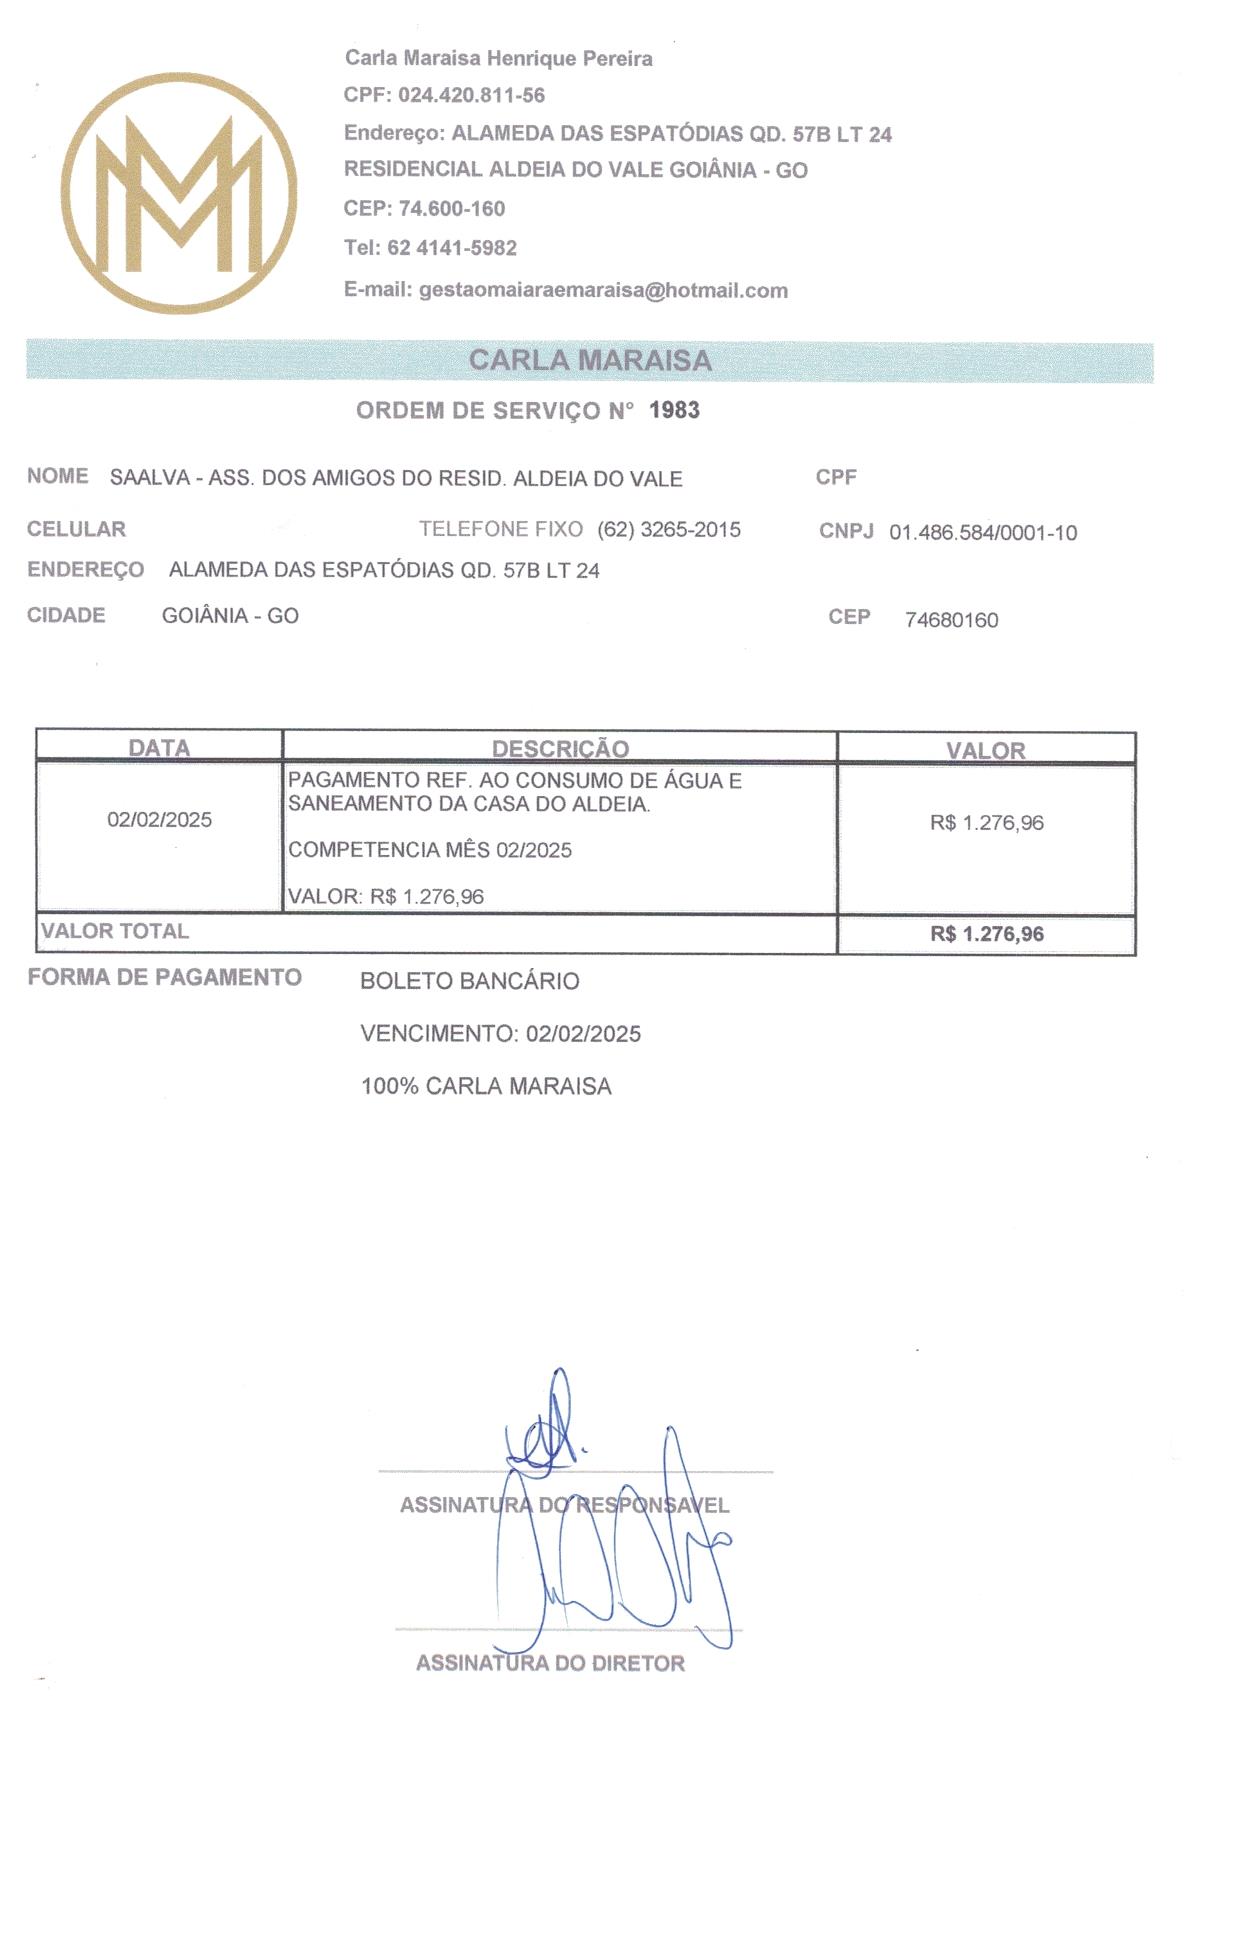 Carla Maraisa Henrique Pereira
CPF: 024.420.811-56
Endereço: ALAMEDA DAS ESPATÓDIAS QD. 57B LT 24
RESIDENCIAL ALDEIA DO VALE GOIÂNIA - GO
CEP: 74.600-160
Tel: 62 4141-5982
E-mail: gestaomaiaraemaraisa@hotmail.com
CARLA MARAISA
ORDEM DE SERVIÇO N° 1983
NOME SAALVA - ASS. DOS AMIGOS DO RESID. ALDEIA DO VALE CPF
CELULAR TELEFONE FIXO (62) 3265-2015 CNPJ 01.486.584/0001-10
ENDEREÇO ALAMEDA DAS ESPATÓDIAS QD. 57B LT 24
CIDADE GOIÂNIA - GO CEP 74680160
DATA DESCRIÇÃO VALOR
PAGAMENTO REF. AO CONSUMO DE ÁGUA E
SANEAMENTO DA CASA DO ALDEIA.
02/02/2025 R$ 1.276,96
COMPETENCIA MÊS 02/2025
VALOR: R$ 1.276,96
VALOR TOTAL R$ 1.276,96
FORMA DE PAGAMENTO BOLETO BANCÁRIO
VENCIMENTO: 02/02/2025
100% CARLA MARAISA
ASSINATURA DO RESPONSAVEL
ASSINATURA DO DIRETOR